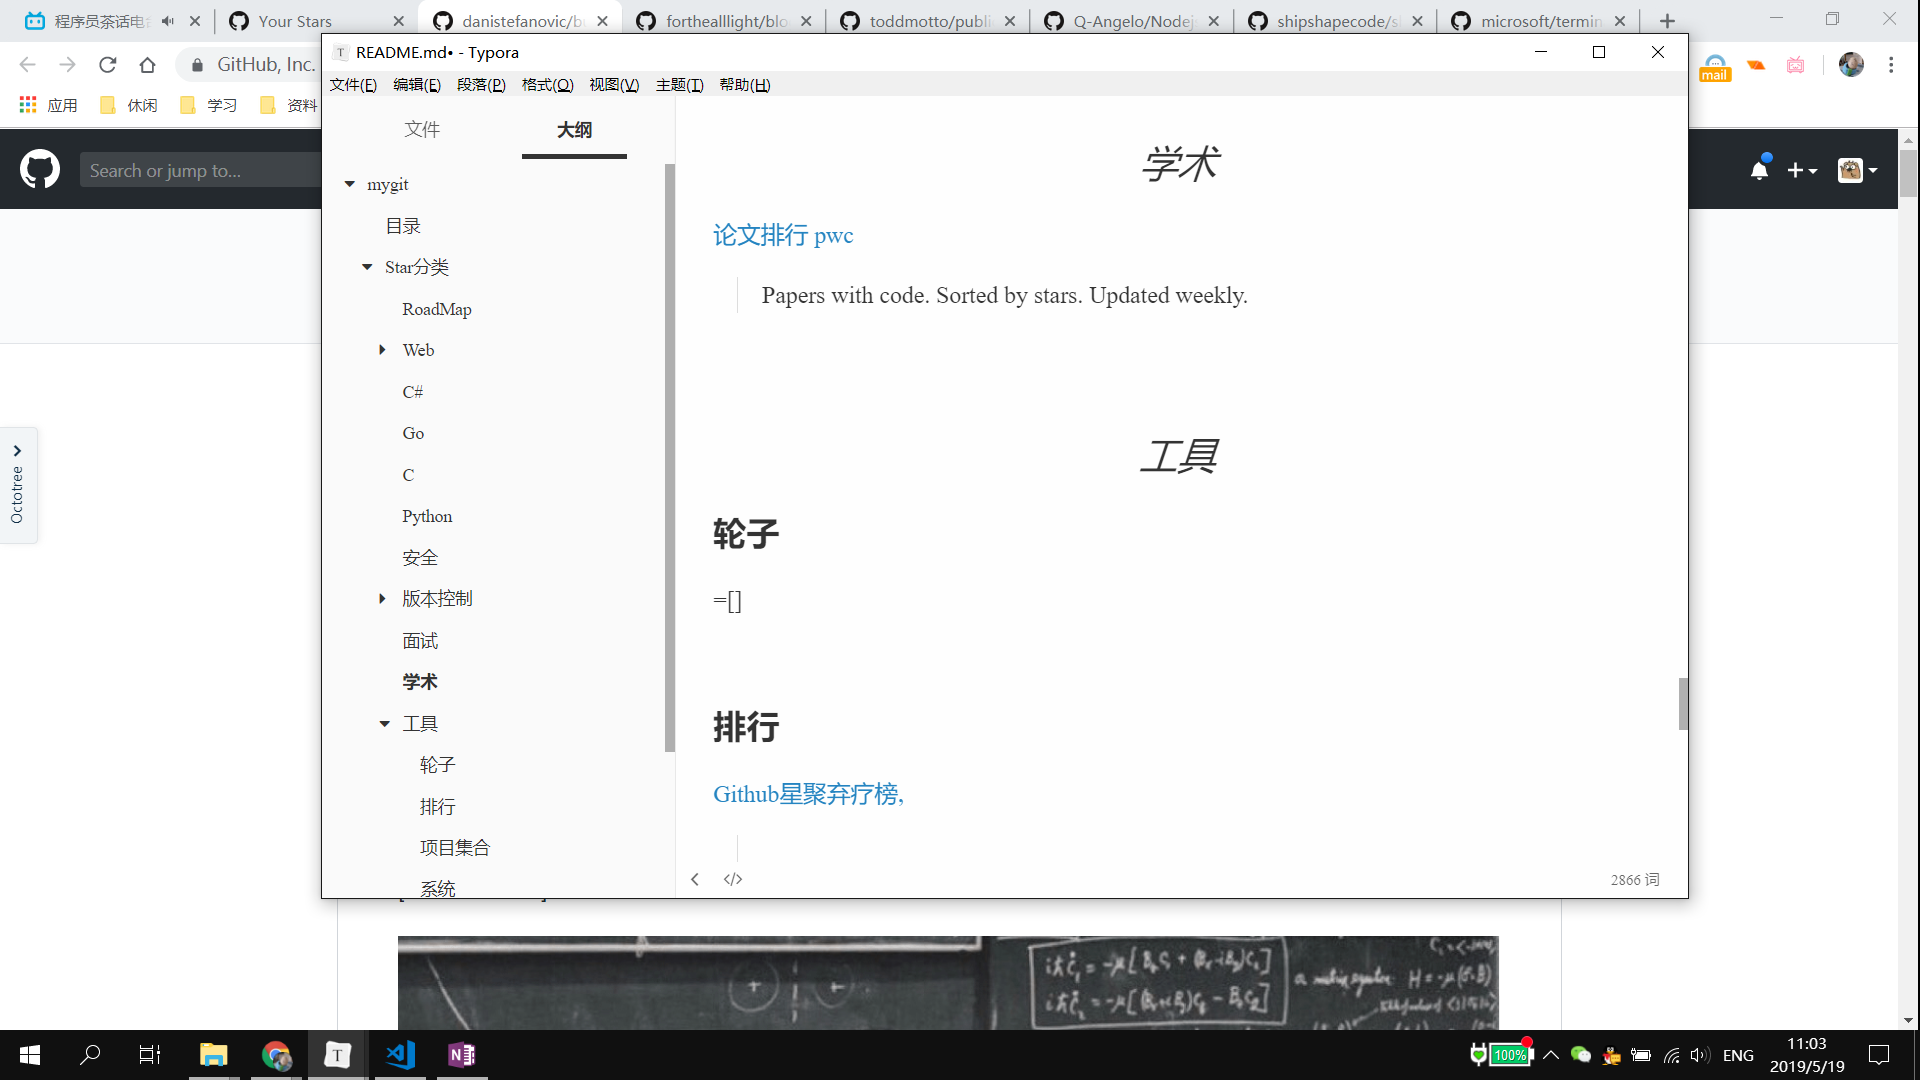 程序员茶话电
Your Stars
danistefanovic/bu
forthealllight/blo
toddmotto/publi
Q-Angelo/Nodej
shipshapecode/s
microsoft/termin
README.md• - Typora
GitHub, Inc.
mail
文件(F) 编辑(E) 段落(P) 格式(O) 视图(V) 主题(T) 帮助(H)
应用
休闲
学习
资料
文件
大纲
Search or jump to...
mygit
目录
Star分类
RoadMap
Web
C#
Go
C
Python
安全
版本控制
面试
学术
工具
轮子
排行
项目集合
系统
Octotree
学术
论文排行 pwc
Papers with code. Sorted by stars. Updated weekly.
工具
轮子
=[]
排行
Github星聚弃疗榜,
</>
2866 词
T
N
100%
ENG
11:03
2019/5/19